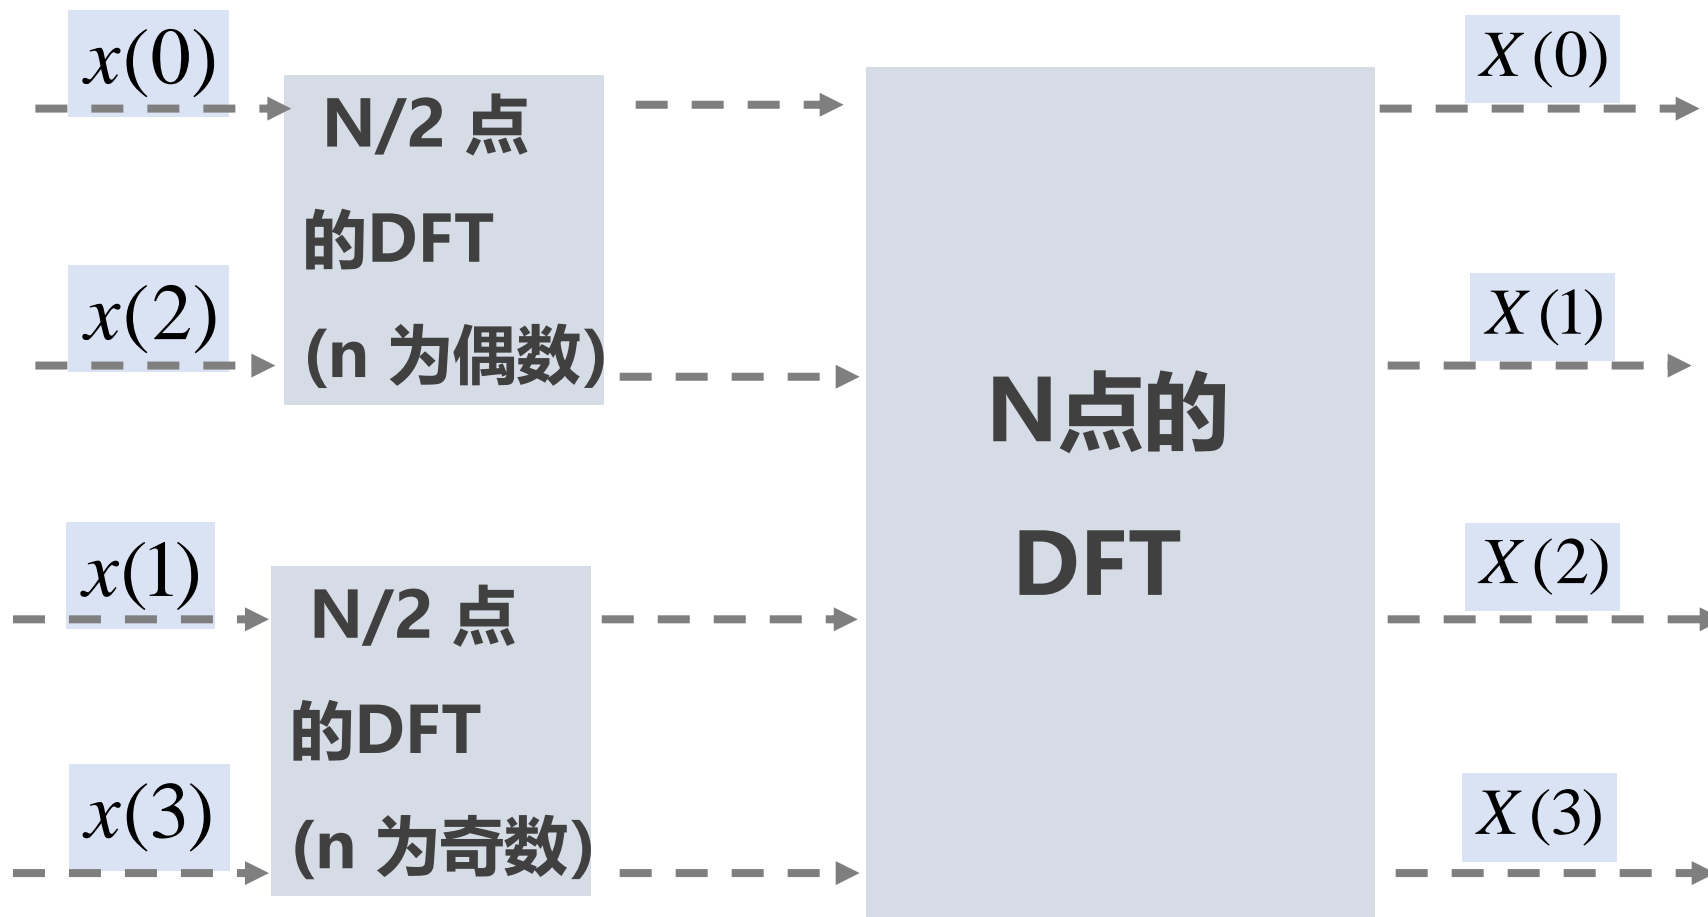 x(0)
N/2 点
的DFT
(n 为偶数)
x(2)
x(1)
N/2 点
的DFT
(n 为奇数)
x(3)
N点的
DFT
X(0)
X(1)
X(2)
X(3)